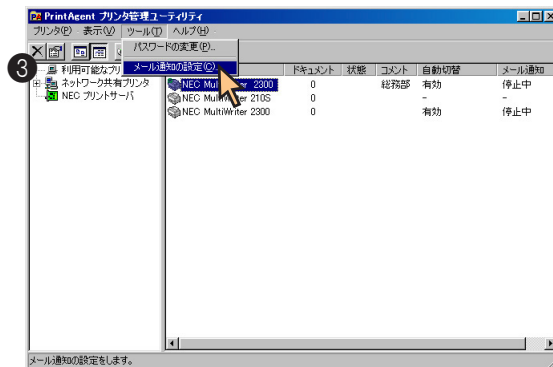 PrintAgent プリンタ管理ユーティリティ
プリンタ(P) 表示(V) ツール(T) ヘルプ(H)
パスワードの変更(P)...
メール通知の設定(C)...
3
利用可能なプリ
ネットワーク共有プリンタ
NEC プリントサーバ
ドキュメント 状態 コメント 自動切替 メール通知
NEC MultiWriter 2300 0 総務部 有効 停止中
NEC MultiWriter 210S 0 - -
NEC MultiWriter 2300 0 有効 停止中
メール通知の設定をします。